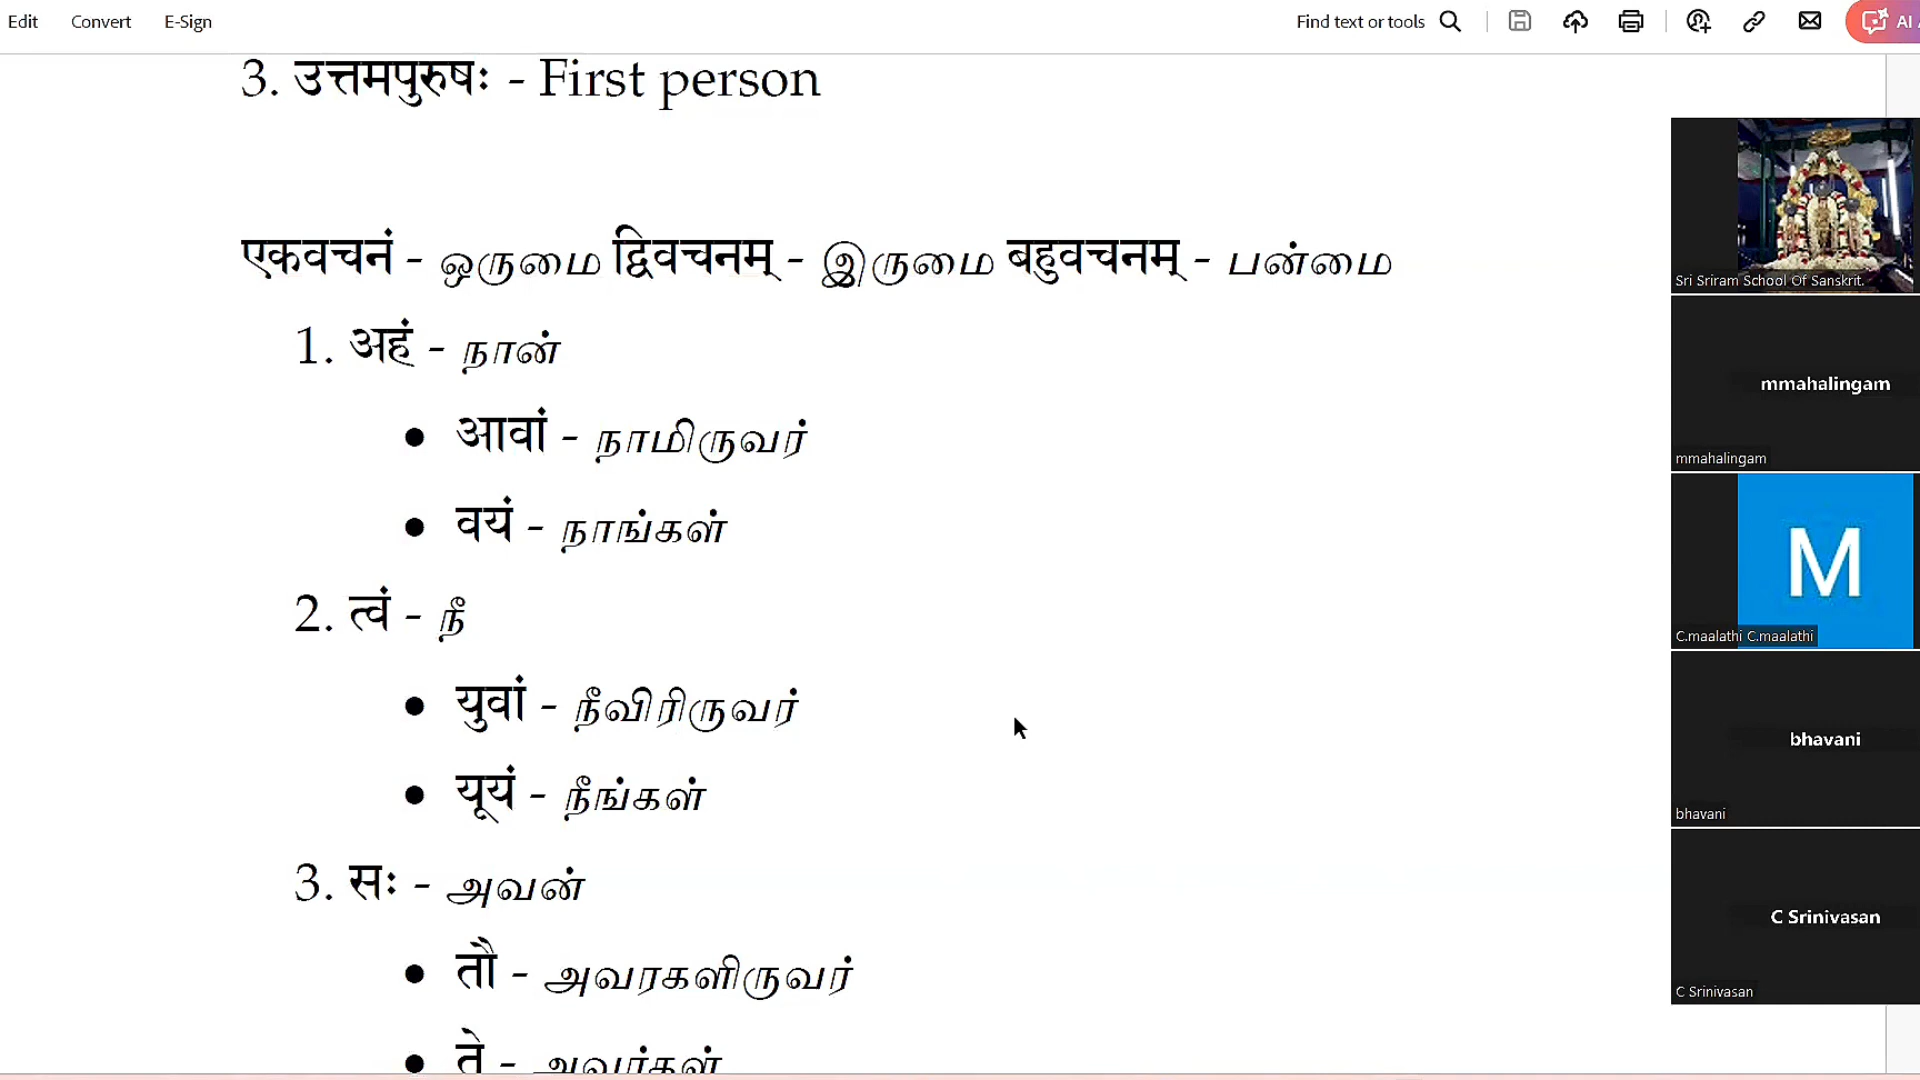 Edit Convert E-Sign Find text or tools AI
3. उत्तमपुरुषः - First person
एकवचनं - ஒருமை द्विवचनम् - இருமை बहुवचनम् - பன்மை
1. अहं - நான்
● आवां - நாமிருவர்
● वयं - நாங்கள்
2. त्वं - நீ
● युवां - நீவிரிருவர்
● यूयं - நீங்கள்
3. सः - அவன்
● तौ - அவரகளிருவர்
● ते - அவர்கள்
Sri Sriram School Of Sanskrit.
mmahalingam
mmahalingam
M
C.maalathi C.maalathi
bhavani
bhavani
C Srinivasan
C Srinivasan